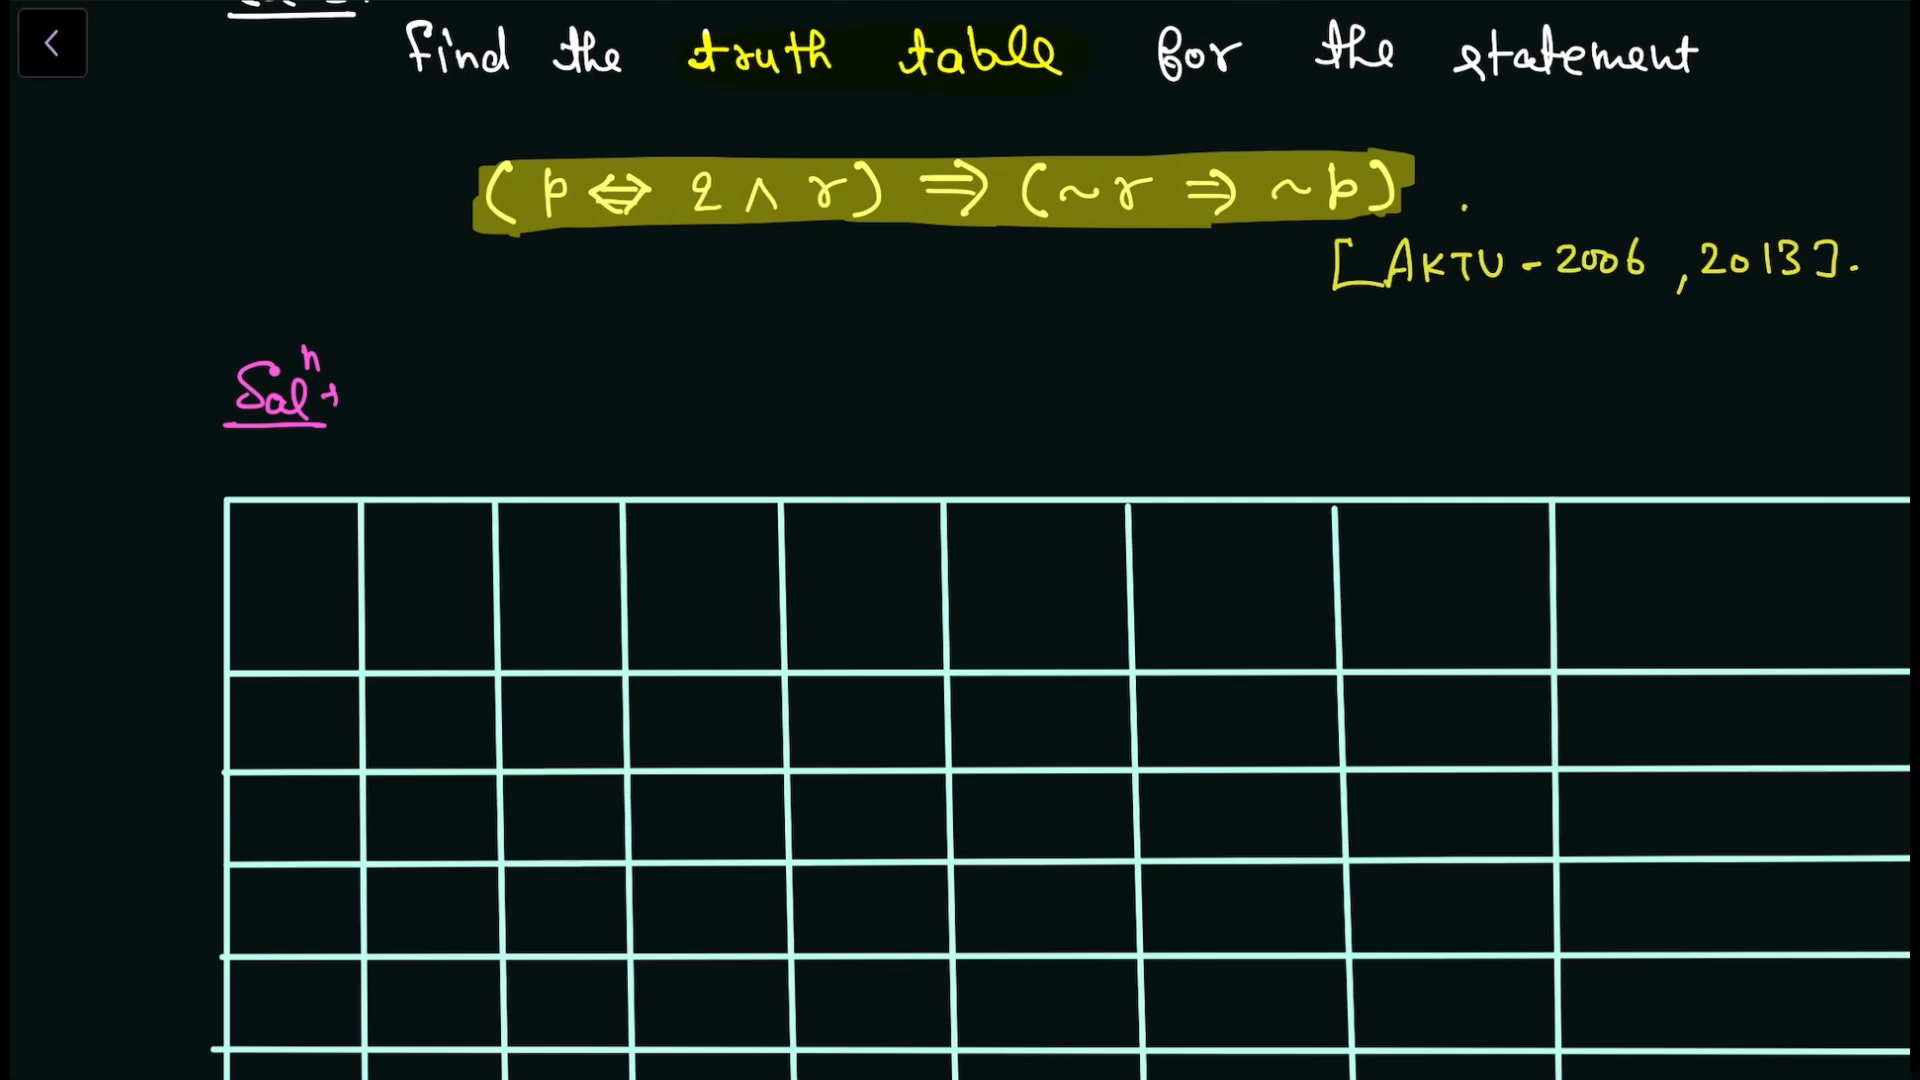 Find the truth table for the statement
(p ⇔ q ∧ r) ⇒ (~r ⇒ ~p).
[AKTU-2006, 2013].
Solⁿ→